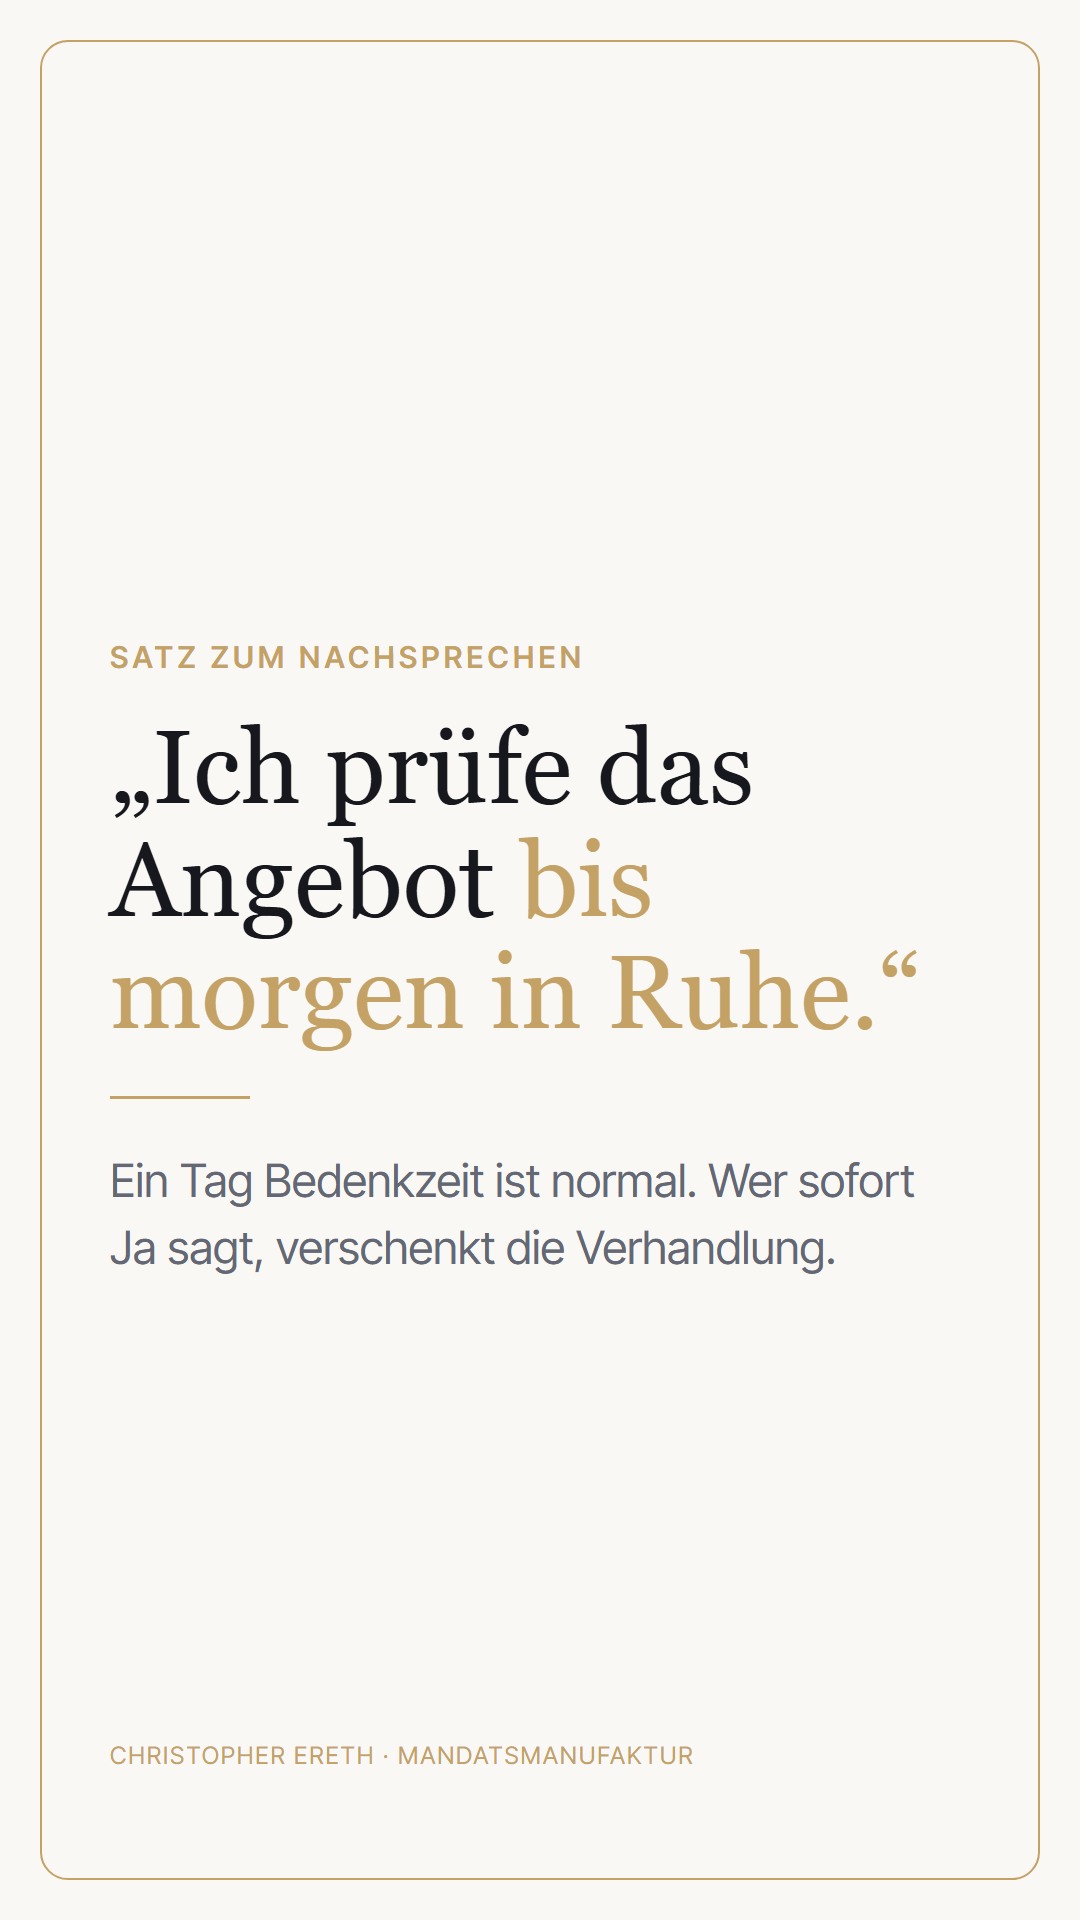 SATZ ZUM NACHSPRECHEN
„Ich prüfe das
Angebot bis
morgen in Ruhe.“
Ein Tag Bedenkzeit ist normal. Wer sofort
Ja sagt, verschenkt die Verhandlung.
CHRISTOPHER ERETH · MANDATSMANUFAKTUR